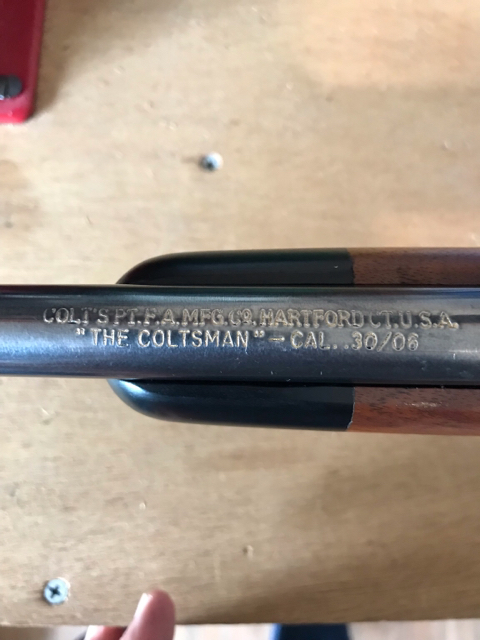 COLT'S PT. F. A. MFG. CO. HARTFORD CT. U.S.A.
"THE COLTSMAN" - CAL. .30/06